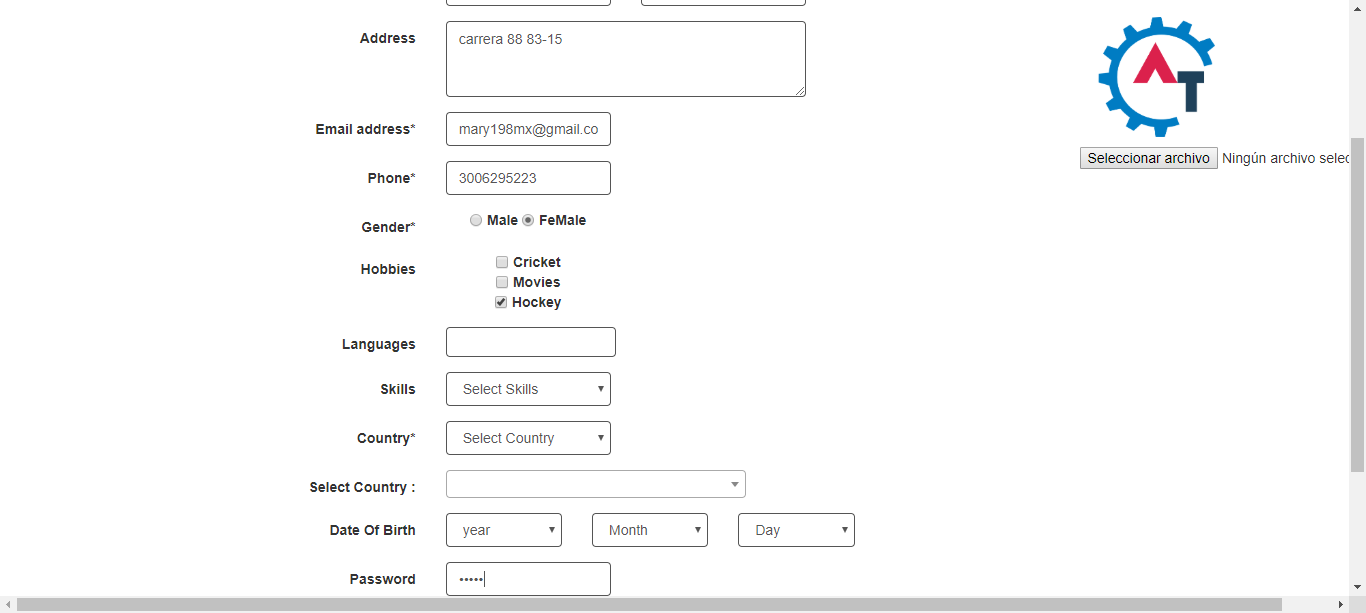 Address
carrera 88 83-15
Email address*
mary198mx@gmail.co
Seleccionar archivo Ningún archivo selec
Phone*
3006295223
Gender*
Male FeMale
Hobbies
Cricket
Movies
Hockey
Languages
Skills
Select Skills
Country*
Select Country
Select Country :
Date Of Birth
year Month Day
Password
•••••